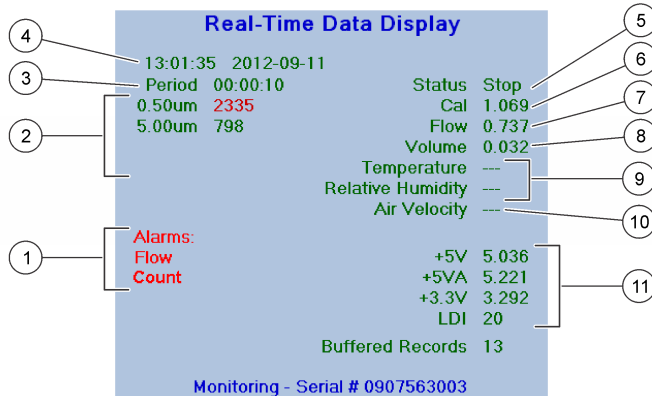 Real-Time Data Display
4 13:01:35 2012-09-11
3 Period 00:00:10
Status Stop 5
2 0.50um 2335
Cal 1.069 6
5.00um 798
Flow 0.737 7
Volume 0.032 8
Temperature ---
Relative Humidity --- 9
Air Velocity --- 10
1 Alarms:
Flow
Count
+5V 5.036
+5VA 5.221 11
+3.3V 3.292
LDI 20
Buffered Records 13
Monitoring - Serial # 0907563003